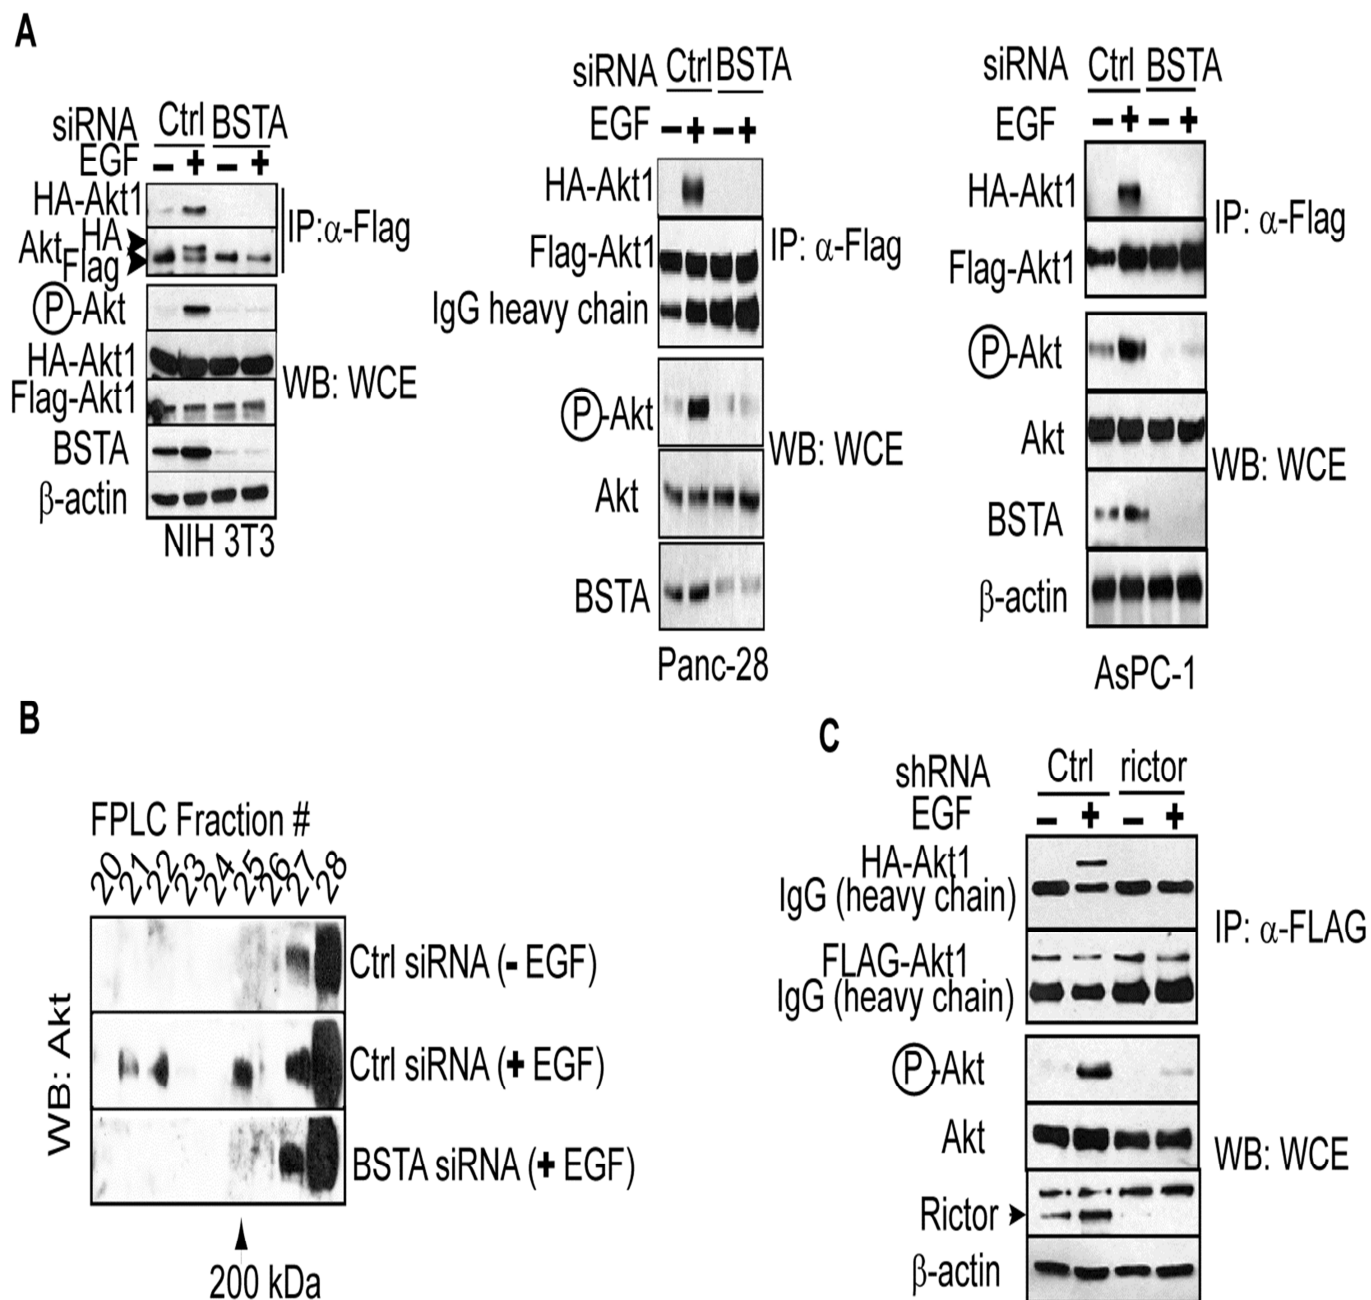 A
siRNA Ctrl BSTA
EGF - + - +
HA-Akt1
Akt HA
Flag
IP:α-Flag
P-Akt
HA-Akt1
Flag-Akt1
WB: WCE
BSTA
β-actin
NIH 3T3
siRNA Ctrl BSTA
EGF - + - +
HA-Akt1
Flag-Akt1
IP: α-Flag
IgG heavy chain
P-Akt
WB: WCE
Akt
BSTA
Panc-28
siRNA Ctrl BSTA
EGF - + - +
HA-Akt1
IP: α-Flag
Flag-Akt1
P-Akt
Akt
WB: WCE
BSTA
β-actin
AsPC-1
B
FPLC Fraction #
20 21 22 23 24 25 26 27 28
WB: Akt
Ctrl siRNA (- EGF)
Ctrl siRNA (+ EGF)
BSTA siRNA (+ EGF)
200 kDa
C
shRNA Ctrl rictor
EGF - + - +
HA-Akt1
IgG (heavy chain)
IP: α-FLAG
FLAG-Akt1
IgG (heavy chain)
P-Akt
Akt
WB: WCE
Rictor
β-actin